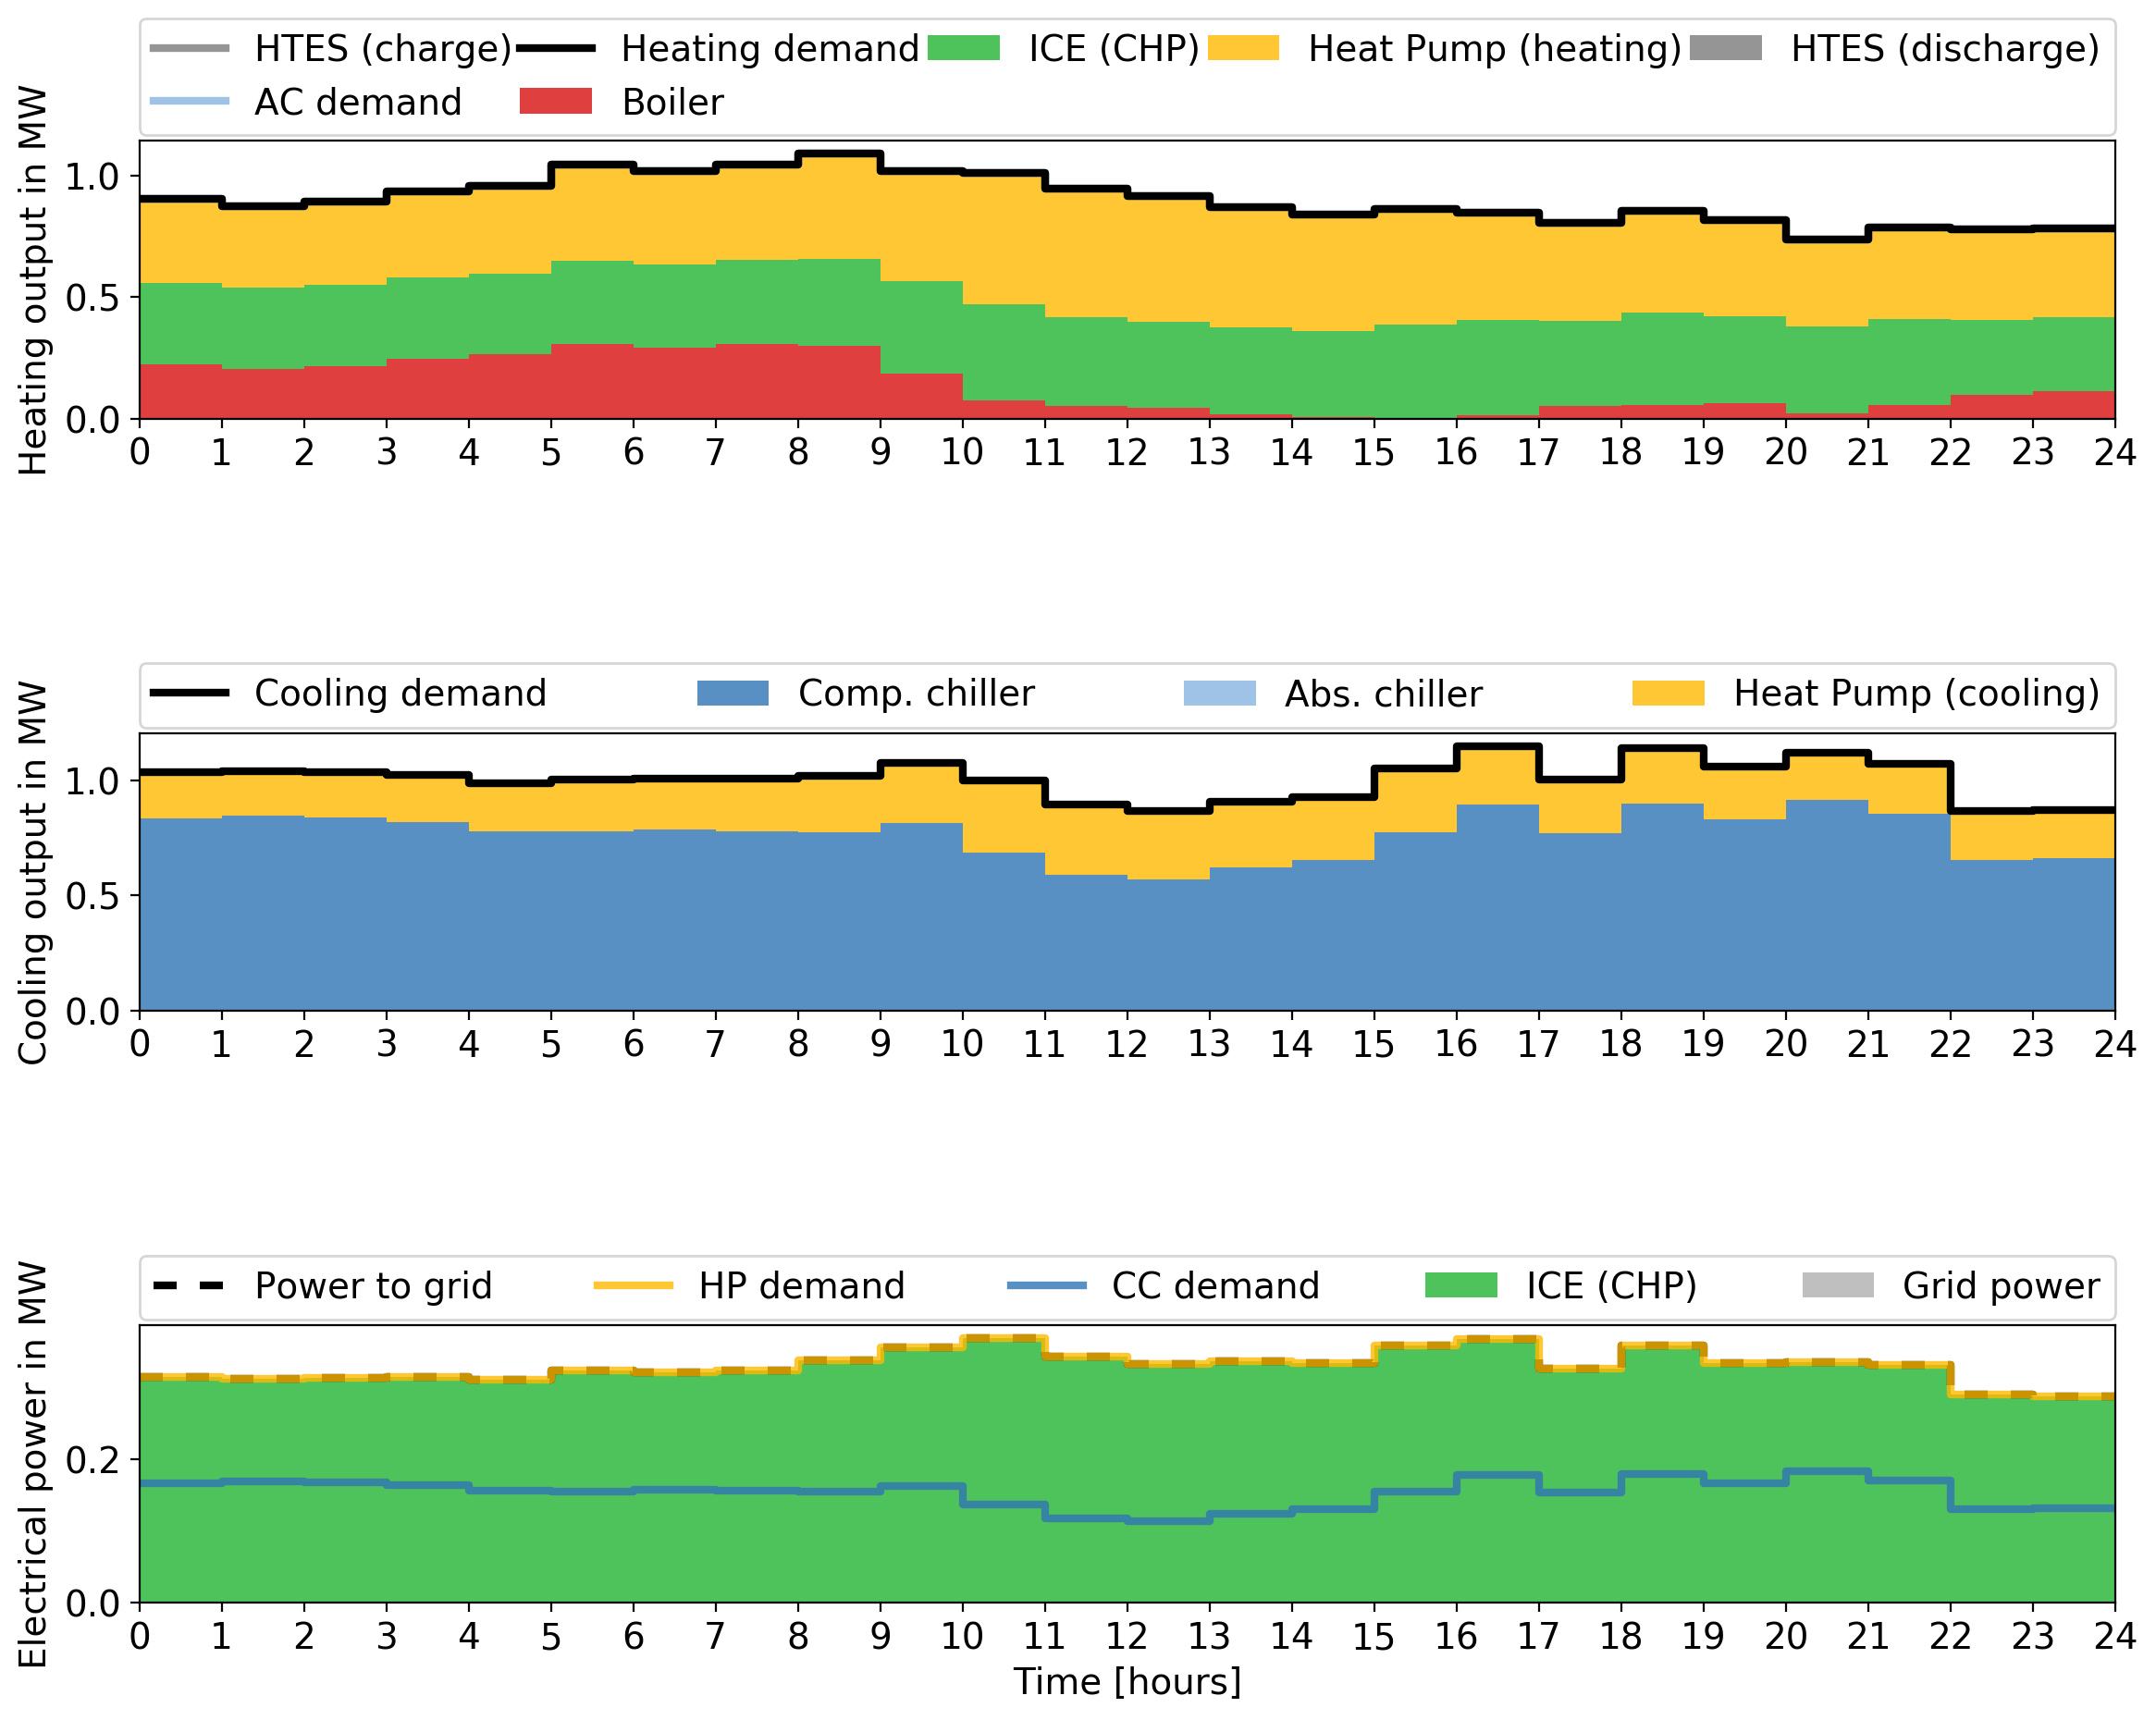 HTES (charge) Heating demand ICE (CHP) Heat Pump (heating) HTES (discharge)
AC demand Boiler
Heating output in MW
1.0
0.5
0.0
0 1 2 3 4 5 6 7 8 9 10 11 12 13 14 15 16 17 18 19 20 21 22 23 24
Cooling demand Comp. chiller Abs. chiller Heat Pump (cooling)
Cooling output in MW
1.0
0.5
0.0
0 1 2 3 4 5 6 7 8 9 10 11 12 13 14 15 16 17 18 19 20 21 22 23 24
Power to grid HP demand CC demand ICE (CHP) Grid power
Electrical power in MW
0.2
0.0
0 1 2 3 4 5 6 7 8 9 10 11 12 13 14 15 16 17 18 19 20 21 22 23 24
Time [hours]